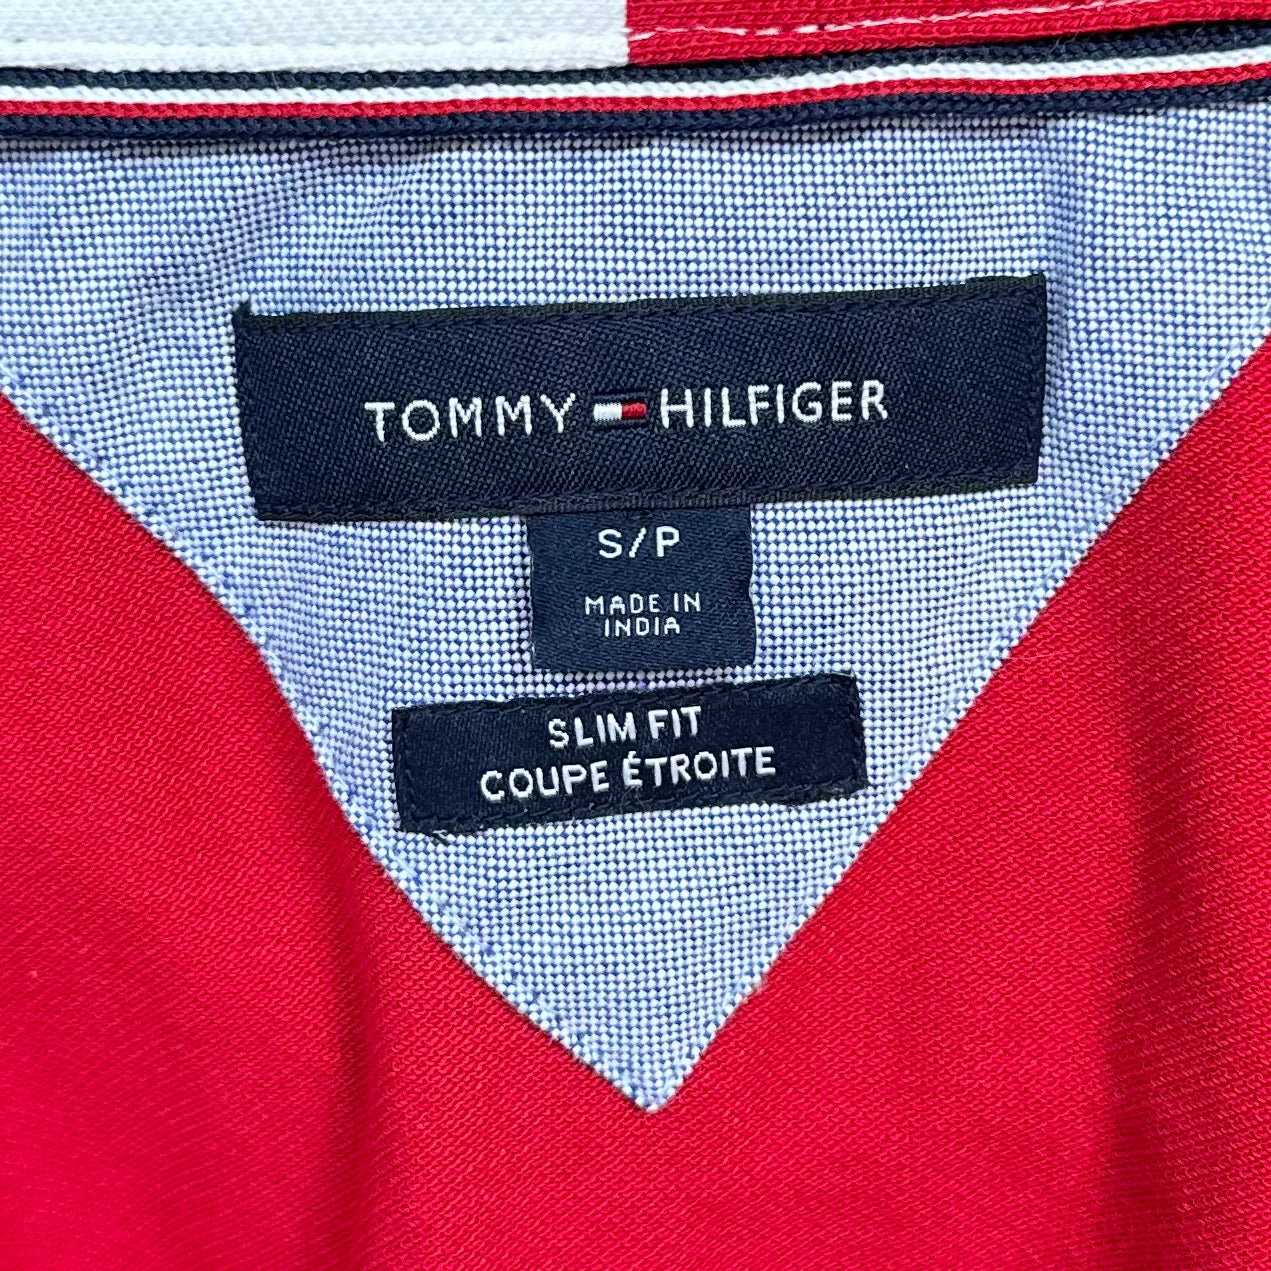 TOMMY HILFIGER
S/P
MADE IN
INDIA
SLIM FIT
COUPE ÉTROITE